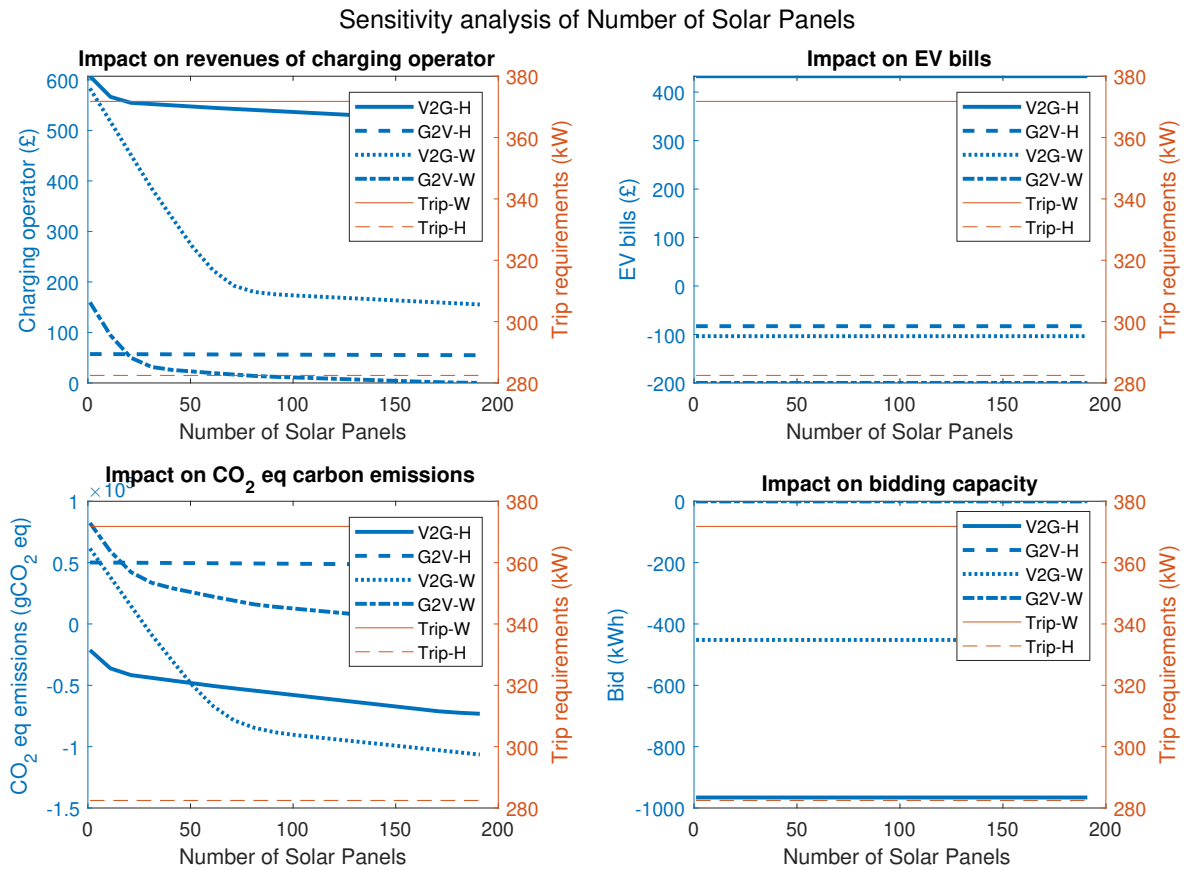 Sensitivity analysis of Number of Solar Panels
Impact on revenues of charging operator
600
500
400
300
200
100
0
Charging operator (£)
380
360
340
320
300
280
Trip requirements (kW)
V2G-H
G2V-H
V2G-W
G2V-W
Trip-W
Trip-H
0 50 100 150 200
Number of Solar Panels
Impact on EV bills
400
300
200
100
0
-100
-200
EV bills (£)
380
360
340
320
300
280
Trip requirements (kW)
V2G-H
G2V-H
V2G-W
G2V-W
Trip-W
Trip-H
0 50 100 150 200
Number of Solar Panels
Impact on CO2 eq carbon emissions
1
0.5
0
-0.5
-1
-1.5
CO2 eq emissions (gCO2 eq)
380
360
340
320
300
280
Trip requirements (kW)
V2G-H
G2V-H
V2G-W
G2V-W
Trip-W
Trip-H
0 50 100 150 200
Number of Solar Panels
Impact on bidding capacity
0
-200
-400
-600
-800
-1000
Bid (kWh)
380
360
340
320
300
280
Trip requirements (kW)
V2G-H
G2V-H
V2G-W
G2V-W
Trip-W
Trip-H
0 50 100 150 200
Number of Solar Panels